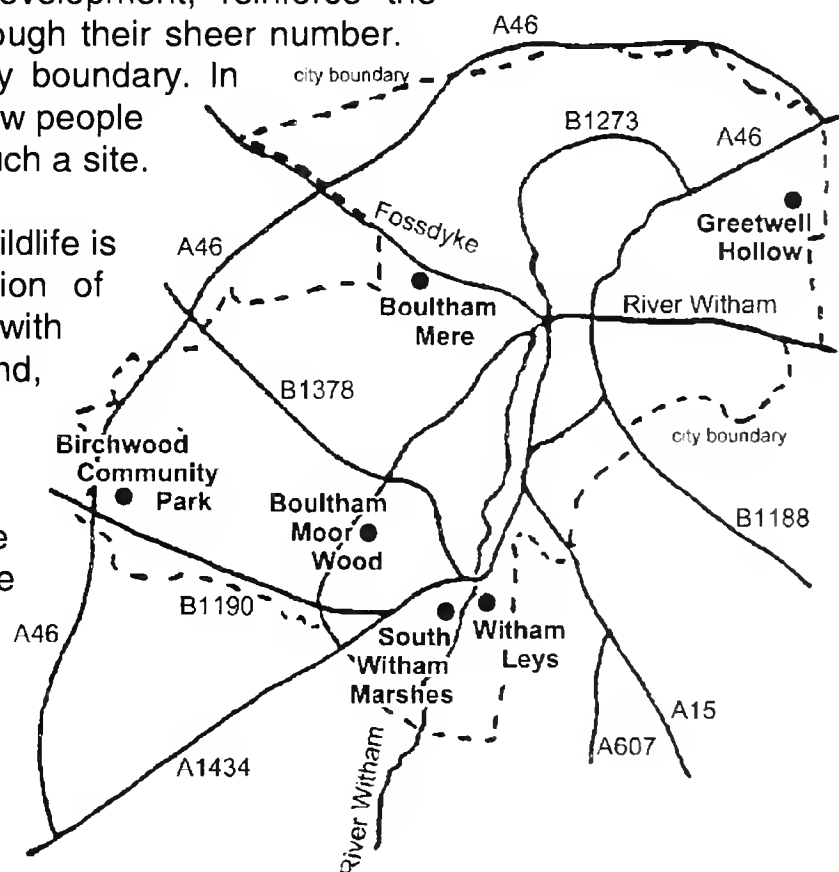 evelopment, reinforce the
ough their sheer number.
y boundary. In
w people
uch a site.
ildlife is
ion of
with
nd,
e
e
A46
city boundary
B1273
A46
Fossdyke
Greetwell
Hollow
A46
Boultham
Mere
River Witham
B1378
city boundary
Birchwood
Community
Park
Boultham
Moor
Wood
B1188
B1190
A46
South
Witham
Marshes
Witham
Leys
A15
A607
A1434
River Witham